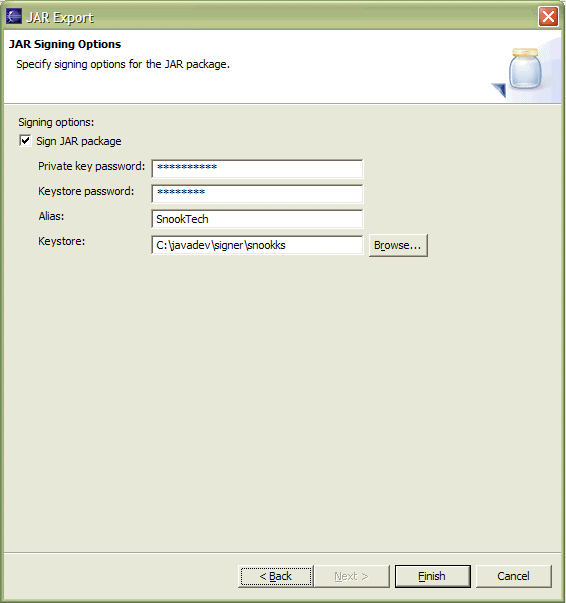 JAR Export
JAR Signing Options
Specify signing options for the JAR package.
Signing options:
Sign JAR package
Private key password: **********
Keystore password: ********
Alias: SnookTech
Keystore: C:\javadev\signer\snookks Browse...
< Back Next > Finish Cancel